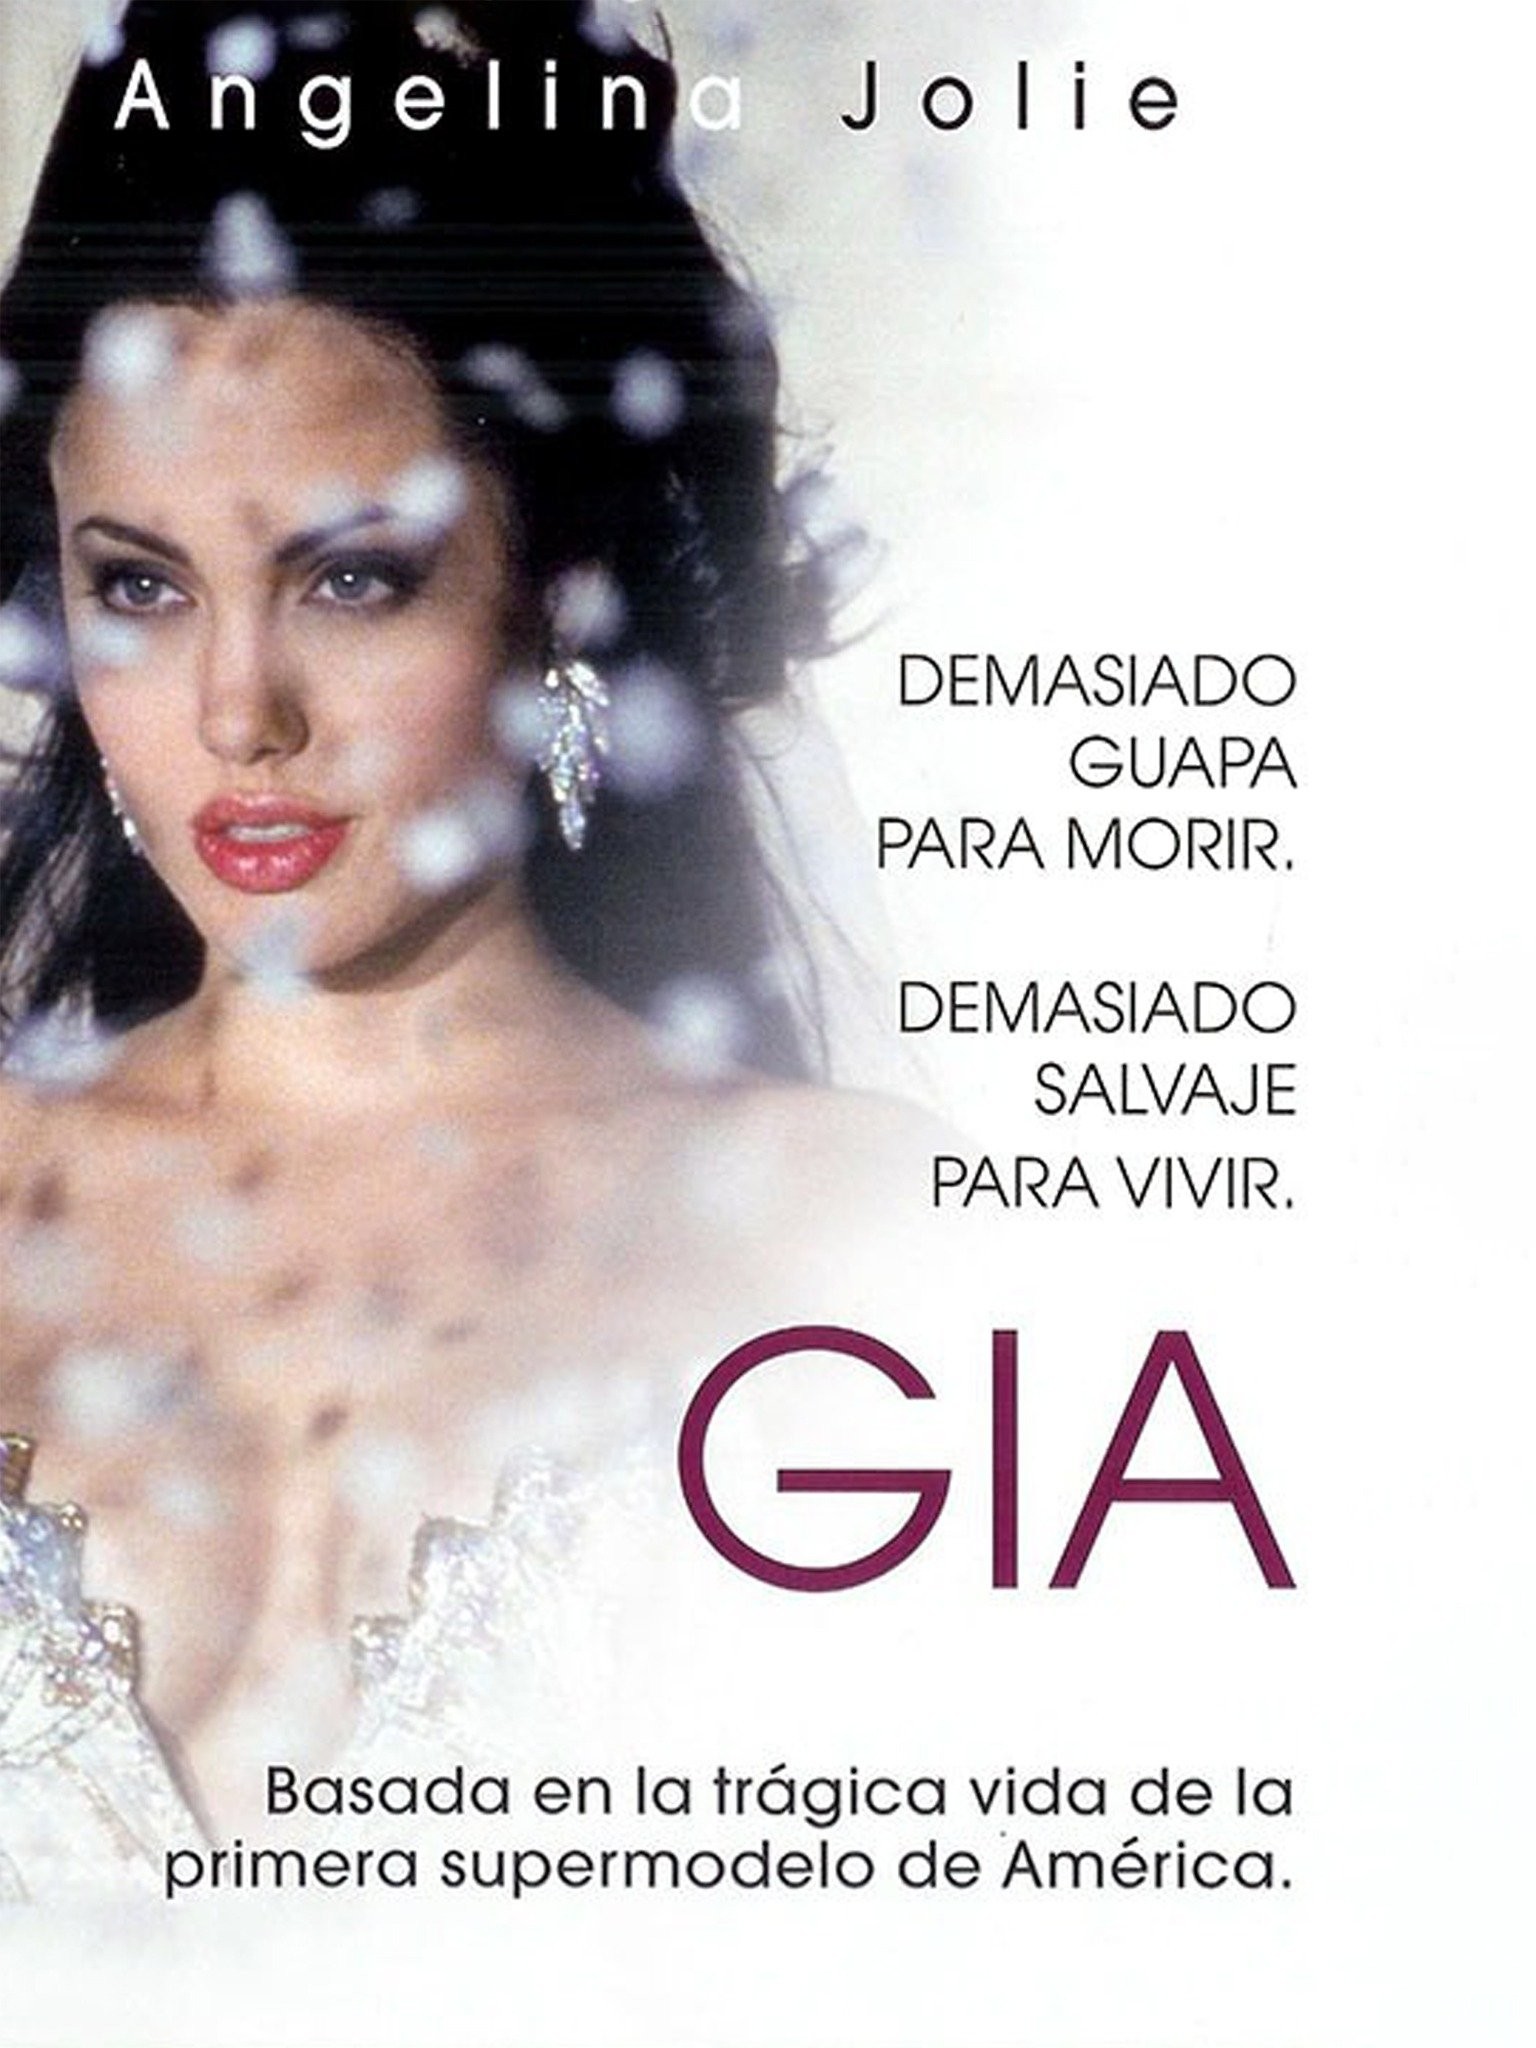 Angelina Jolie
DEMASIADO
GUAPA
PARA MORIR.
DEMASIADO
SALVAJE
PARA VIVIR.
GIA
Basada en la trágica vida de la
primera supermodelo de América.